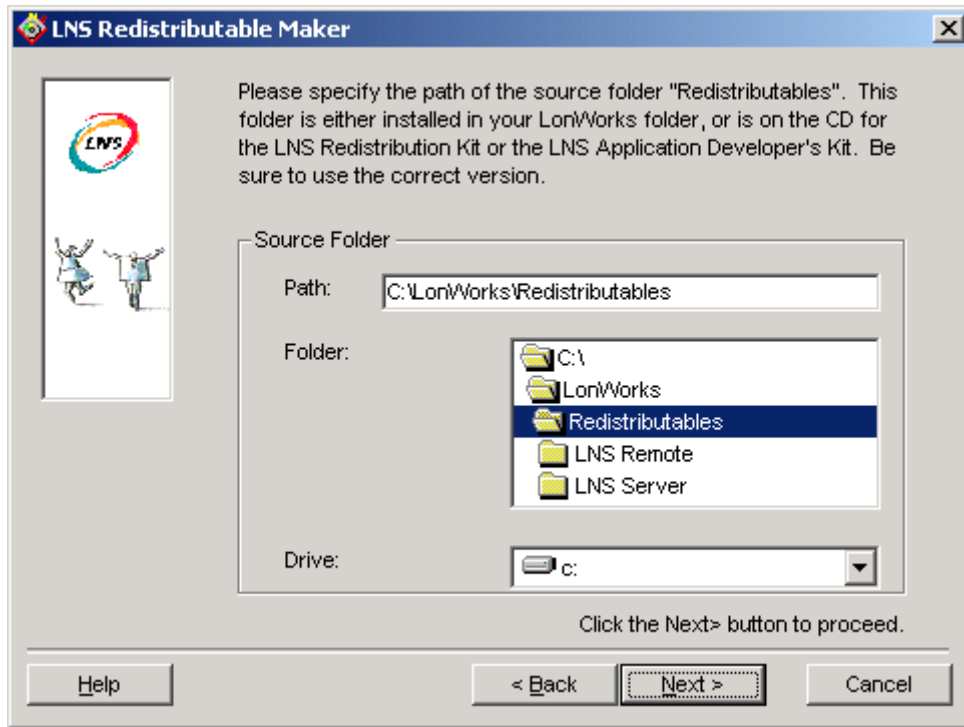 LNS Redistributable Maker
LNS
Please specify the path of the source folder "Redistributables".  This
folder is either installed in your LonWorks folder, or is on the CD for
the LNS Redistribution Kit or the LNS Application Developer's Kit.  Be
sure to use the correct version.
Source Folder
Path: C:\LonWorks\Redistributables
Folder:
C:\
LonWorks
Redistributables
LNS Remote
LNS Server
Drive: c:
Click the Next> button to proceed.
Help < Back Next > Cancel